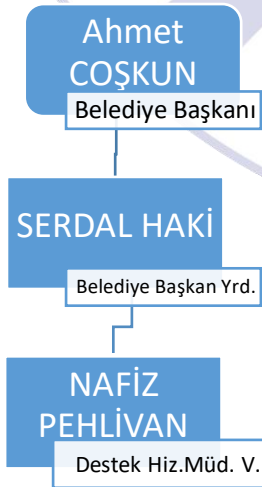 Ahmet
COŞKUN
Belediye Başkanı
SERDAL HAKİ
Belediye Başkan Yrd.
NAFİZ
PEHLİVAN
Destek Hiz.Müd. V.